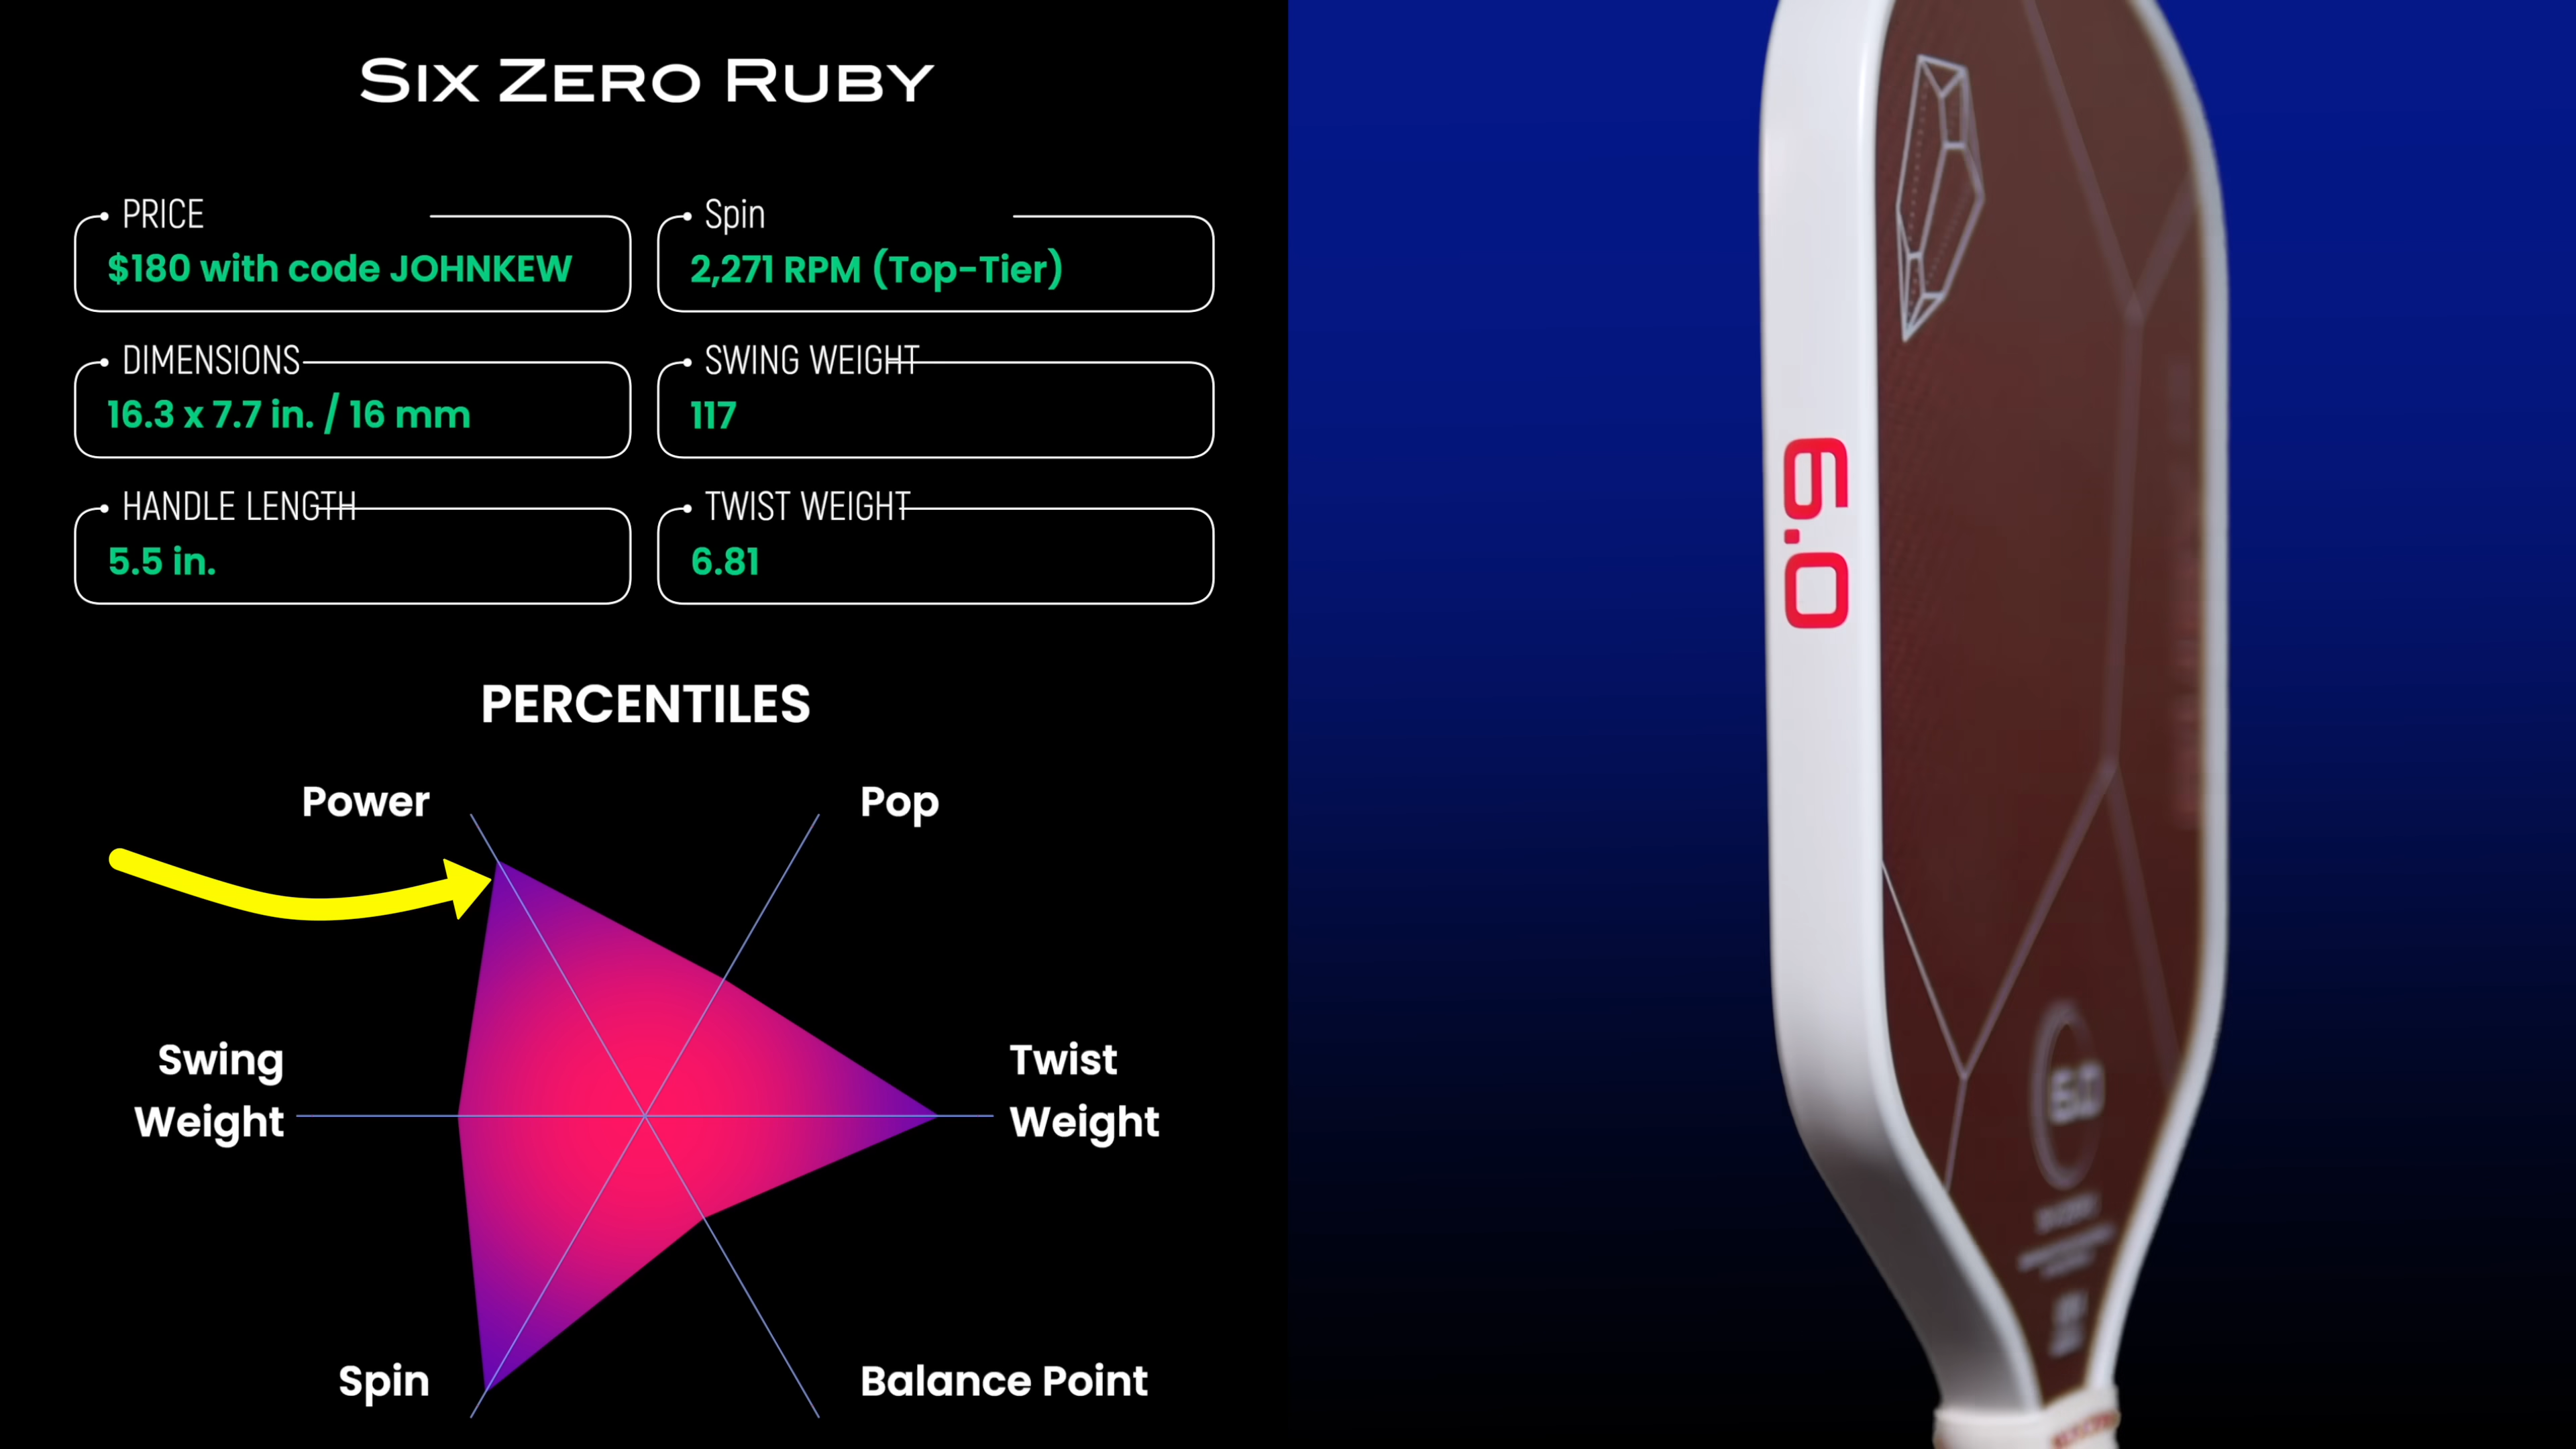 SIX ZERO RUBY
PRICE
$180 with code JOHNKEW
Spin
2,271 RPM (Top-Tier)
DIMENSIONS
16.3 x 7.7 in. / 16 mm
SWING WEIGHT
117
HANDLE LENGTH
5.5 in.
TWIST WEIGHT
6.81
PERCENTILES
Power
Pop
Swing
Weight
Twist
Weight
Spin
Balance Point
6.0
6.0